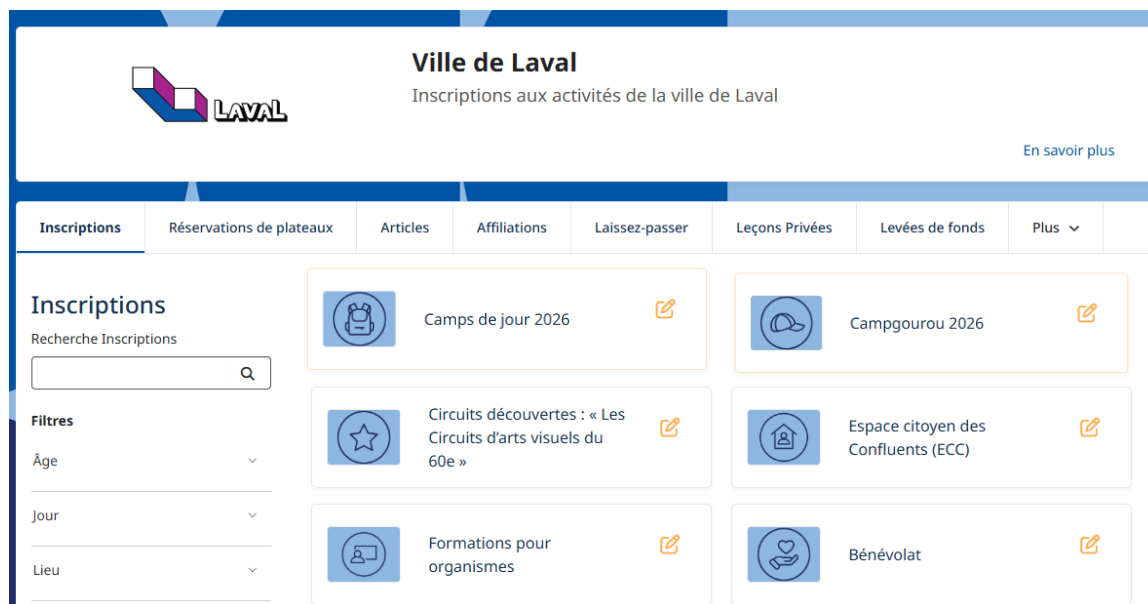 LAVAL
Ville de Laval
Inscriptions aux activités de la ville de Laval
En savoir plus
Inscriptions
Réservations de plateaux
Articles
Affiliations
Laissez-passer
Leçons Privées
Levées de fonds
Plus
Inscriptions
Recherche Inscriptions
Filtres
Âge
Jour
Lieu
Camps de jour 2026
Campgourou 2026
Circuits découvertes : « Les
Circuits d’arts visuels du
60e »
Espace citoyen des
Confluents (ECC)
Formations pour
organismes
Bénévolat